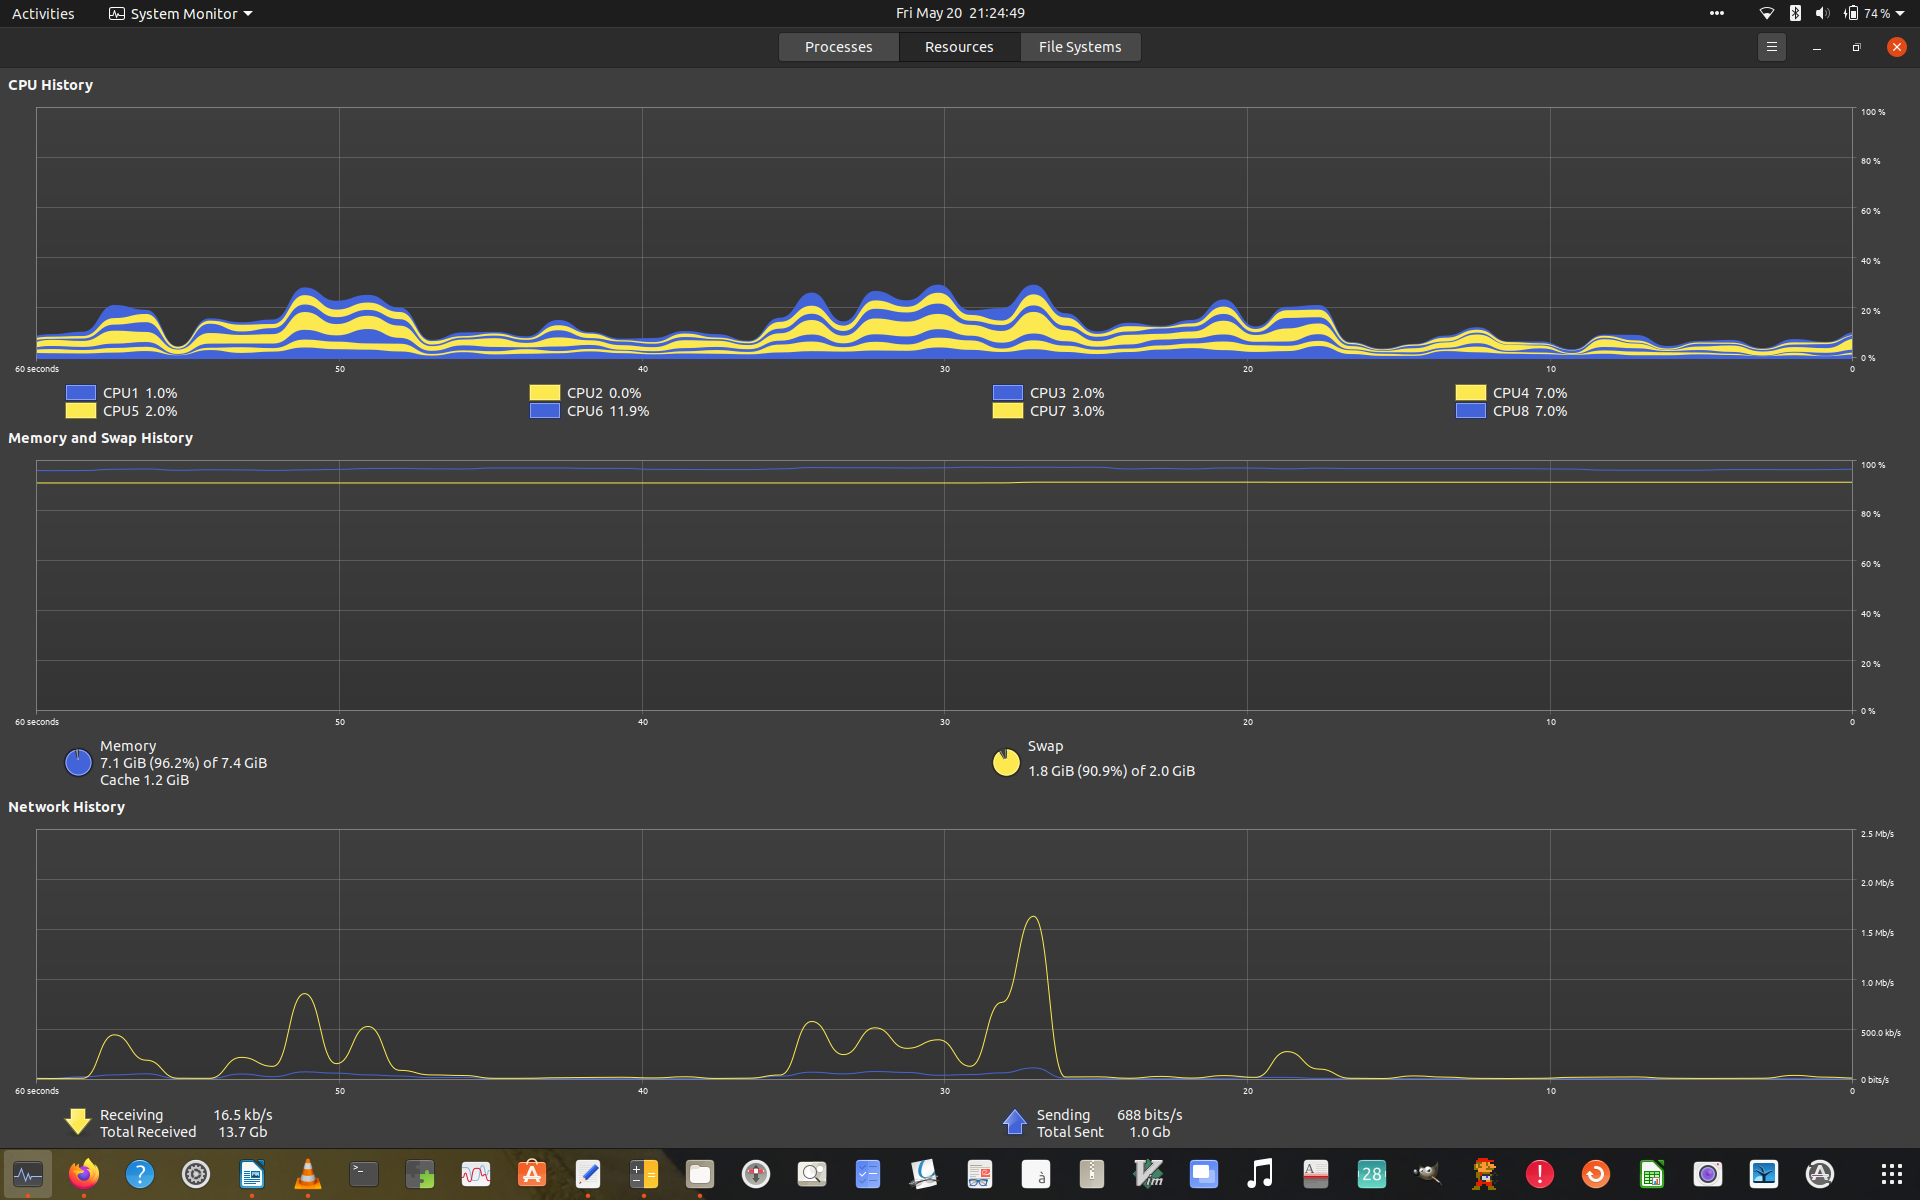 Activities System Monitor Fri May 20 21:24:49 74 %
Processes Resources File Systems
CPU History
100 %
80 %
60 %
40 %
20 %
0 %
60 seconds 50 40 30 20 10 0
CPU1 1.0% CPU2 0.0% CPU3 2.0% CPU4 7.0%
CPU5 2.0% CPU6 11.9% CPU7 3.0% CPU8 7.0%
Memory and Swap History
100 %
80 %
60 %
40 %
20 %
0 %
60 seconds 50 40 30 20 10 0
Memory
7.1 GiB (96.2%) of 7.4 GiB
Cache 1.2 GiB
Swap
1.8 GiB (90.9%) of 2.0 GiB
Network History
2.5 Mb/s
2.0 Mb/s
1.5 Mb/s
1.0 Mb/s
500.0 kb/s
0 bits/s
60 seconds 50 40 30 20 10 0
Receiving 16.5 kb/s
Total Received 13.7 Gb
Sending 688 bits/s
Total Sent 1.0 Gb
? >_ A à Vim A 28 !